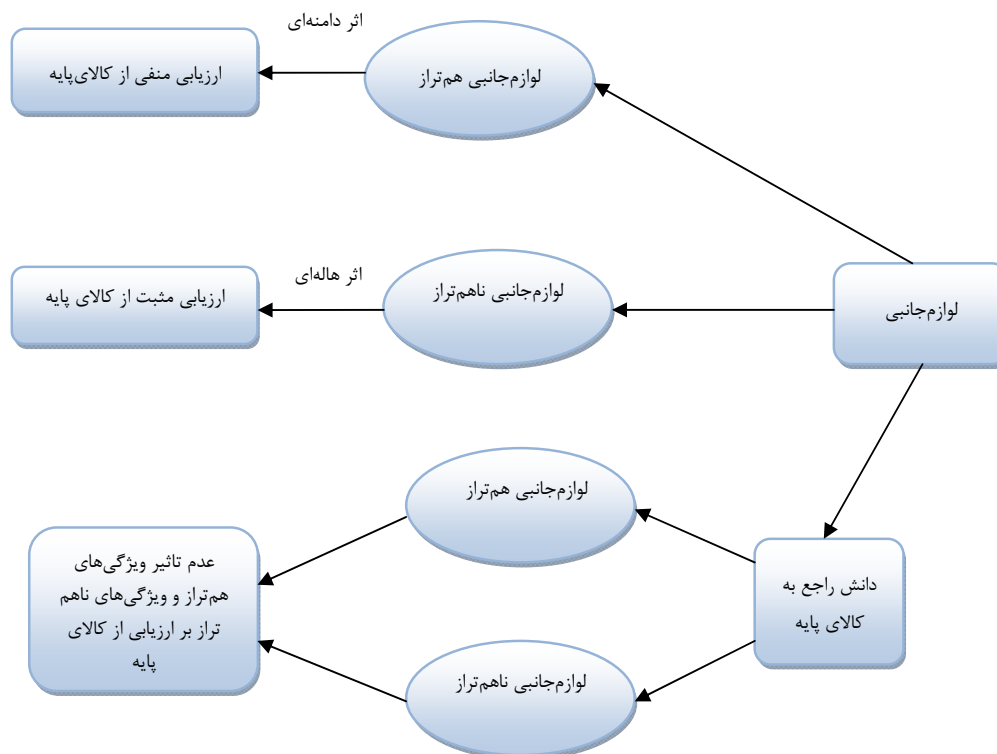 اثر دامنه‌ای
لوازم‌جانبی هم‌تراز
ارزیابی منفی از کالای‌پایه
لوازم‌جانبی
لوازم‌جانبی ناهم‌تراز
اثر هاله‌ای
ارزیابی مثبت از کالای پایه
دانش راجع به
کالای پایه
لوازم‌جانبی هم‌تراز
لوازم‌جانبی ناهم‌تراز
عدم تاثیر ویژگی‌های
هم‌تراز و ویژگی‌های ناهم
تراز بر ارزیابی از کالای
پایه